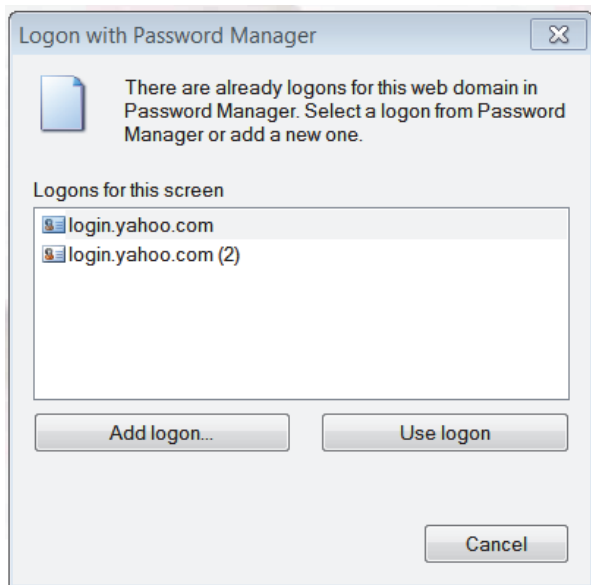 Logon with Password Manager
There are already logons for this web domain in
Password Manager. Select a logon from Password
Manager or add a new one.
Logons for this screen
login.yahoo.com
login.yahoo.com (2)
Add logon... Use logon
Cancel